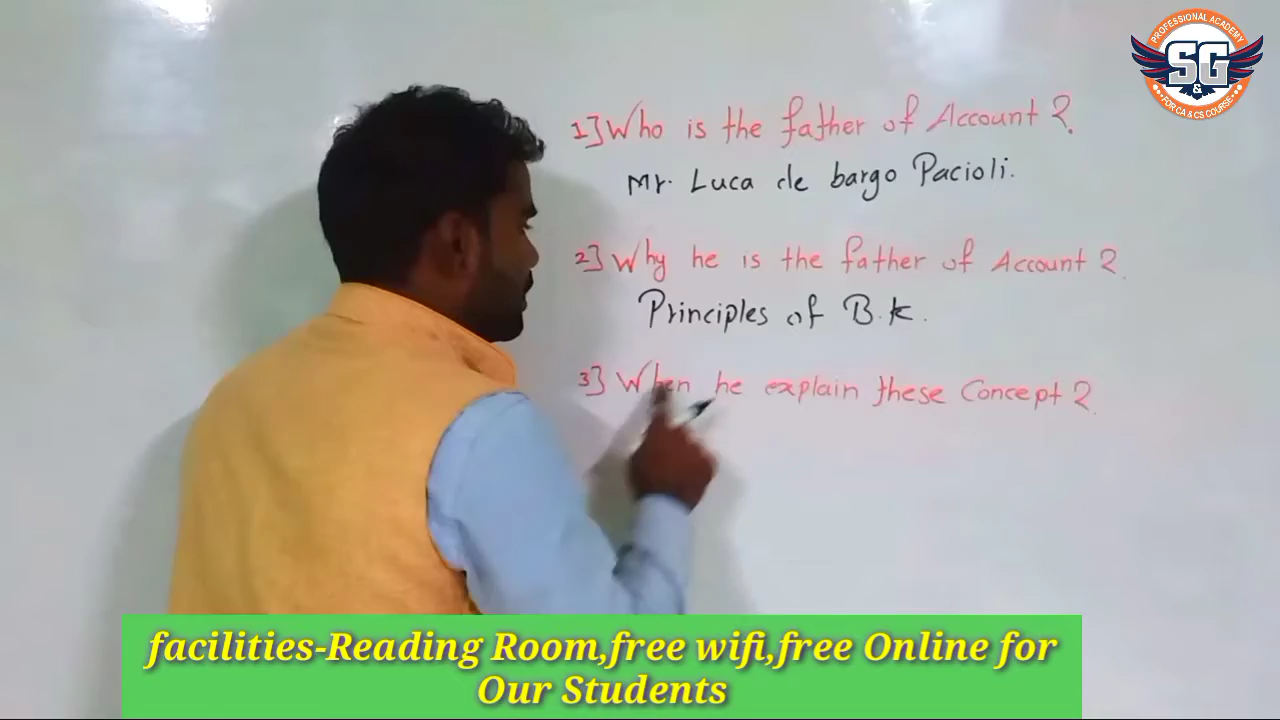 PROFESSIONAL ACADEMY
SG
&
FOR CA & CS COURSE
1] Who is the father of Account ?
Mr. Luca de bargo Pacioli.
2] Why he is the father of Account ?
Principles of B.K.
3] When he explain these Concept ?
facilities-Reading Room,free wifi,free Online for
Our Students